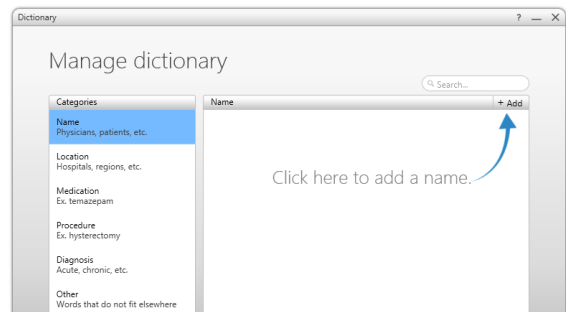 Dictionary
?
Manage dictionary
Search...
Categories
Name
+ Add
Name
Physicians, patients, etc.
Location
Hospitals, regions, etc.
Click here to add a name.
Medication
Ex. temazepam
Procedure
Ex. hysterectomy
Diagnosis
Acute, chronic, etc.
Other
Words that do not fit elsewhere